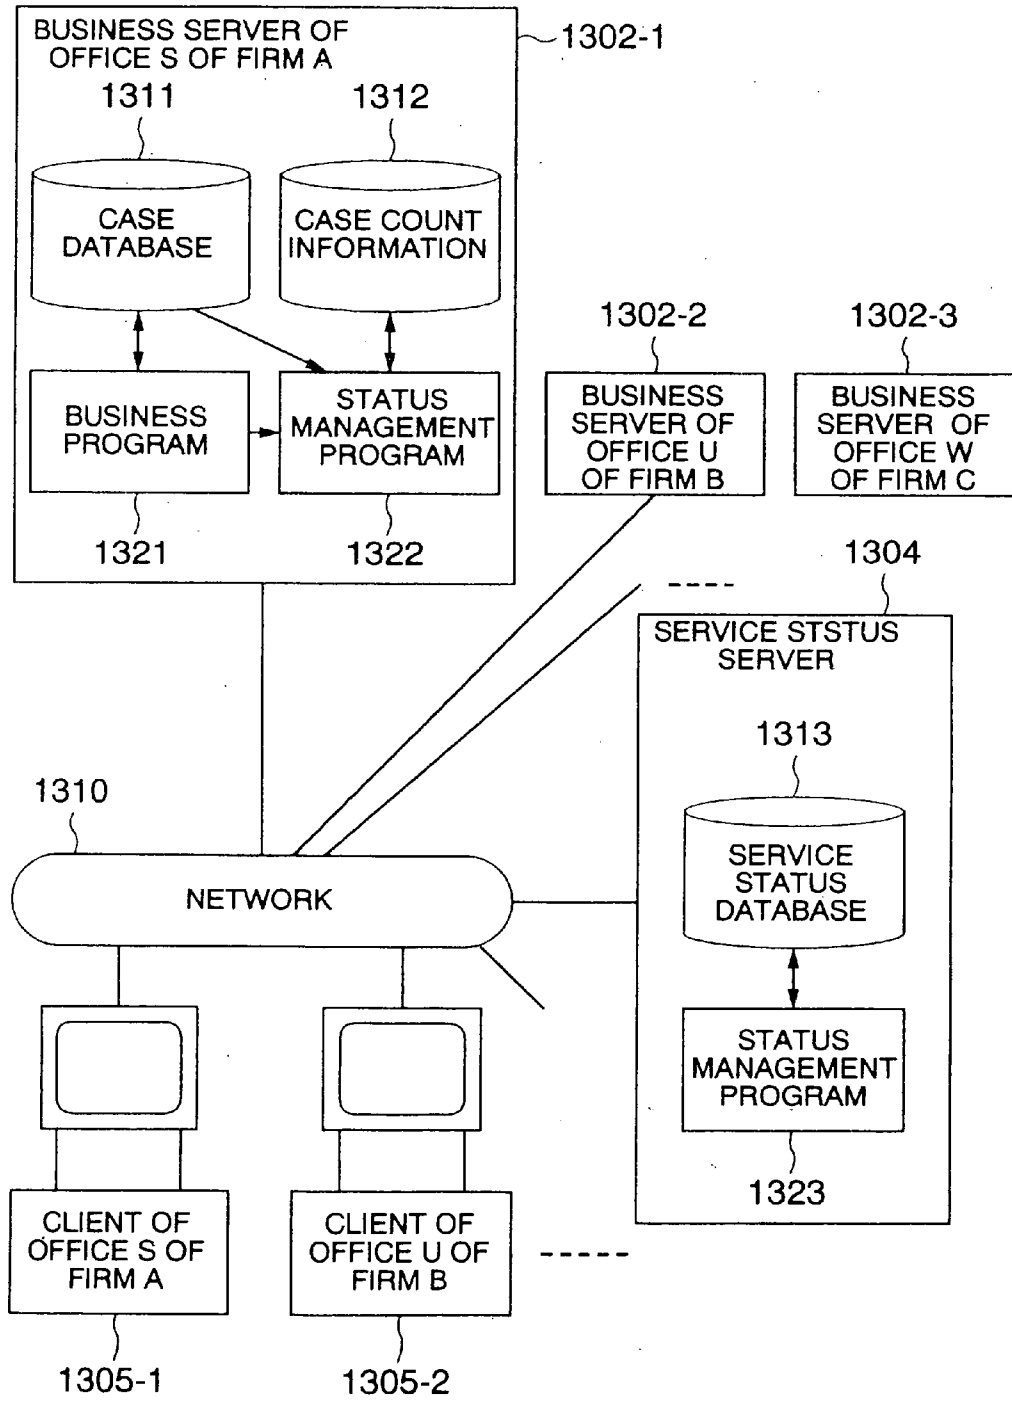 BUSINESS SERVER OF
OFFICE S OF FIRM A
1302-1
1311
1312
CASE
DATABASE
CASE COUNT
INFORMATION
BUSINESS
PROGRAM
STATUS
MANAGEMENT
PROGRAM
1321
1322
1302-2
1302-3
BUSINESS
SERVER OF
OFFICE U
OF FIRM B
BUSINESS
SERVER OF
OFFICE W
OF FIRM C
1304
SERVICE STSTUS
SERVER
1313
SERVICE
STATUS
DATABASE
STATUS
MANAGEMENT
PROGRAM
1323
1310
NETWORK
CLIENT OF
OFFICE S OF
FIRM A
CLIENT OF
OFFICE U OF
FIRM B
1305-1
1305-2